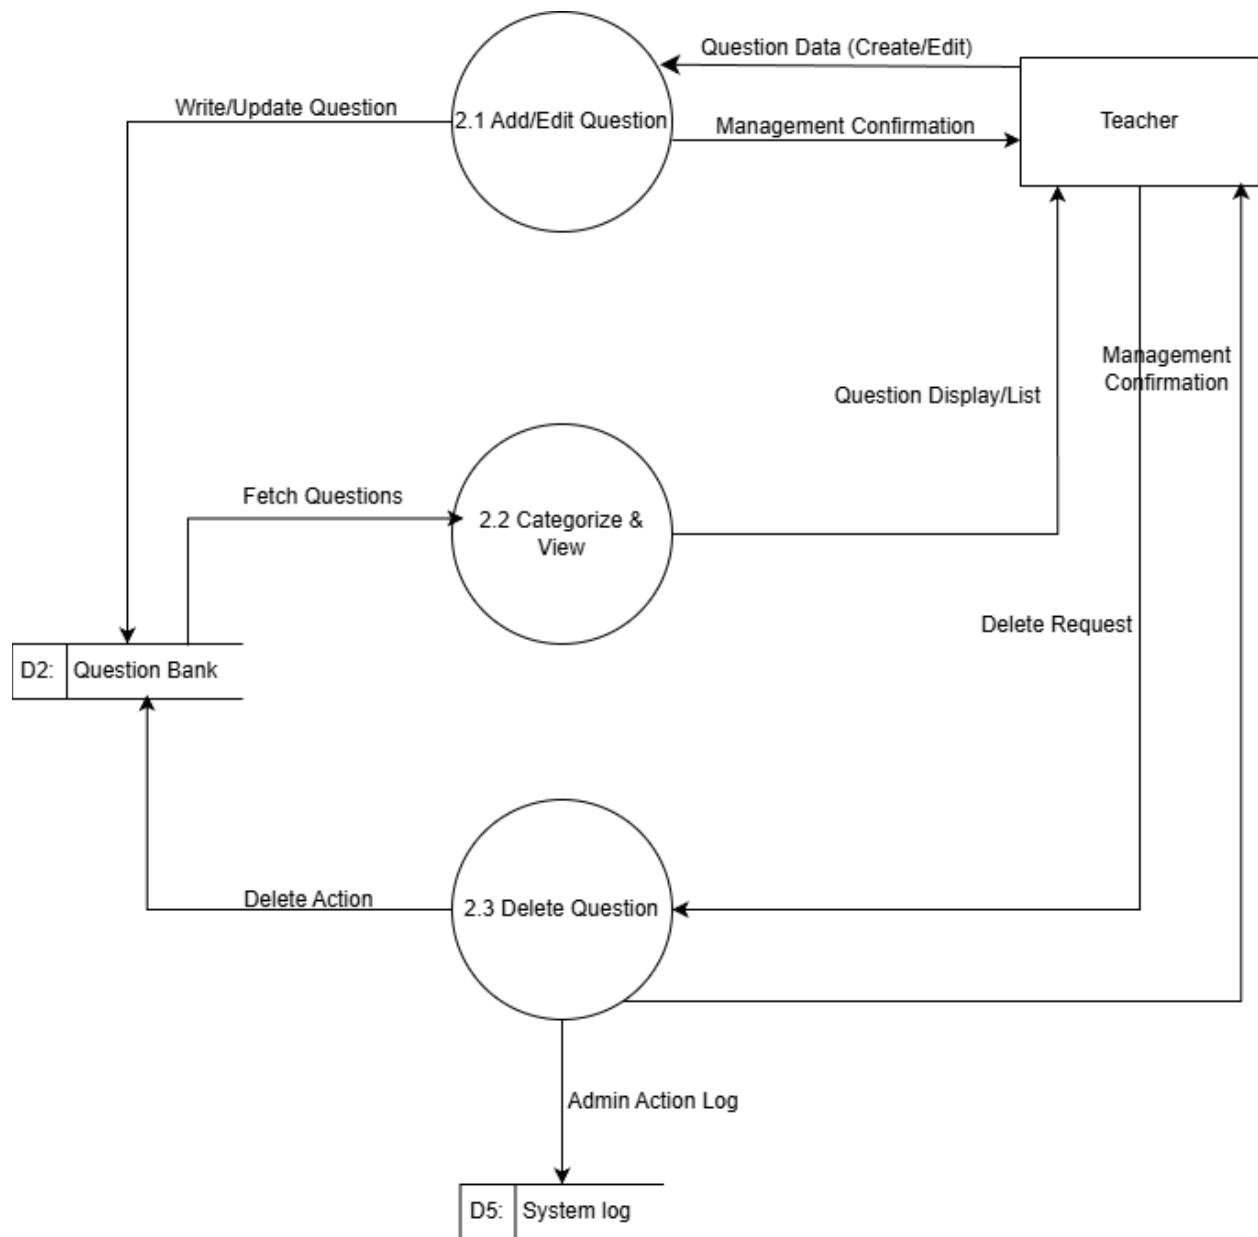 Question Data (Create/Edit)
Write/Update Question
2.1 Add/Edit Question
Management Confirmation
Teacher
Management
Confirmation
Question Display/List
Fetch Questions
2.2 Categorize &
View
Delete Request
D2:
Question Bank
Delete Action
2.3 Delete Question
Admin Action Log
D5:
System log